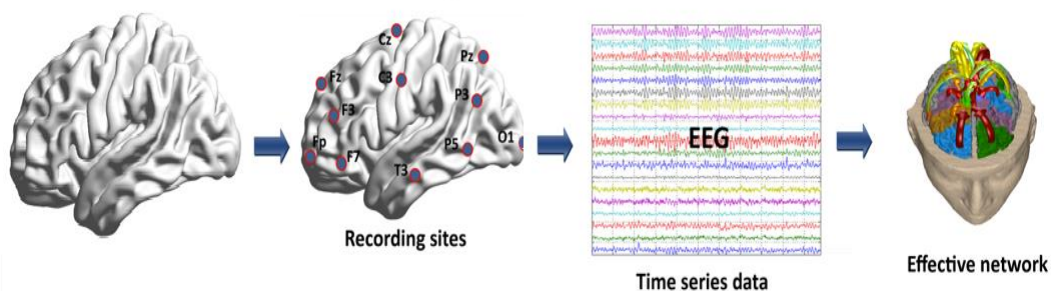 Cz
Pz
Fz
C3
P3
F3
O1
Fp
F7
P5
T3
EEG
Recording sites
Time series data
Effective network